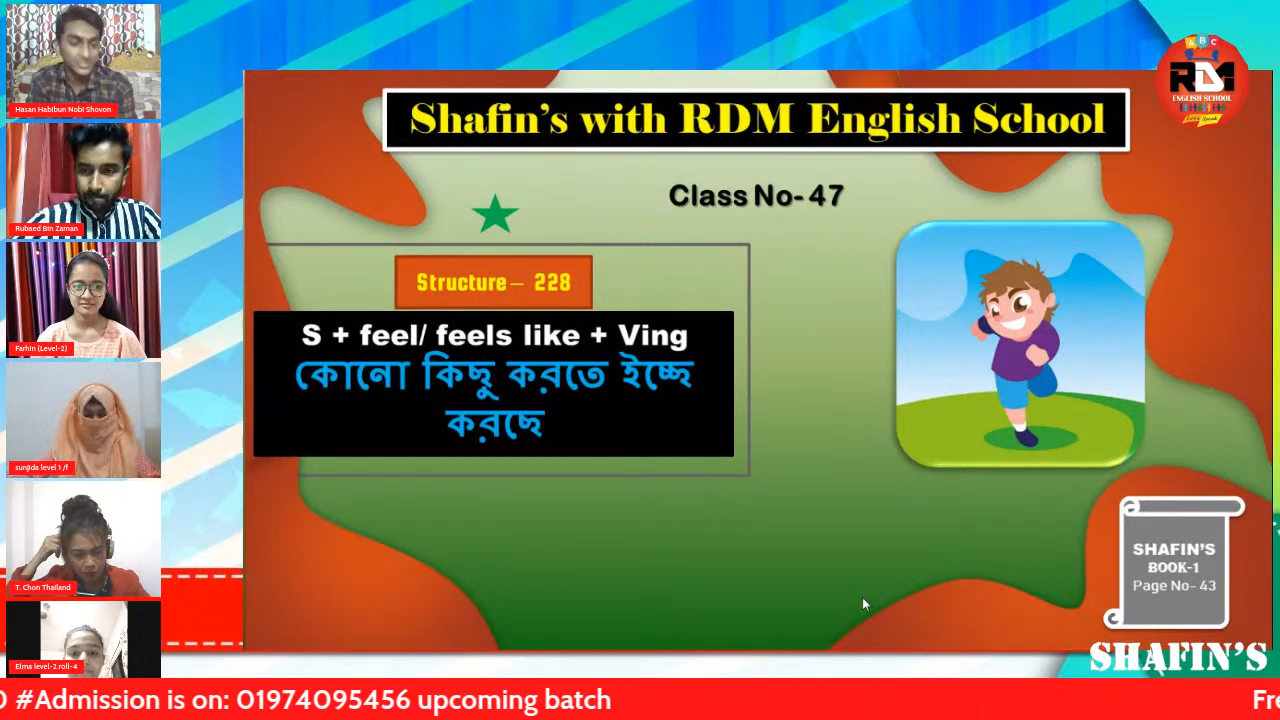 Hasan Habibun Nobi Shovon
Rubaed Bin Zaman
Farhin (Level-2)
sunjida level 1 /f
T. Chon Thailand
Elma level-2 roll-4
Shafin's with RDM English School
Class No- 47
Structure – 228
S + feel/ feels like + Ving
কোনো কিছু করতে ইচ্ছে
করছে
A B C
RDM
ENGLISH SCHOOL
Let's Speak
SHAFIN'S
BOOK-1
Page No- 43
SHAFIN'S
#Admission is on: 01974095456 upcoming batch